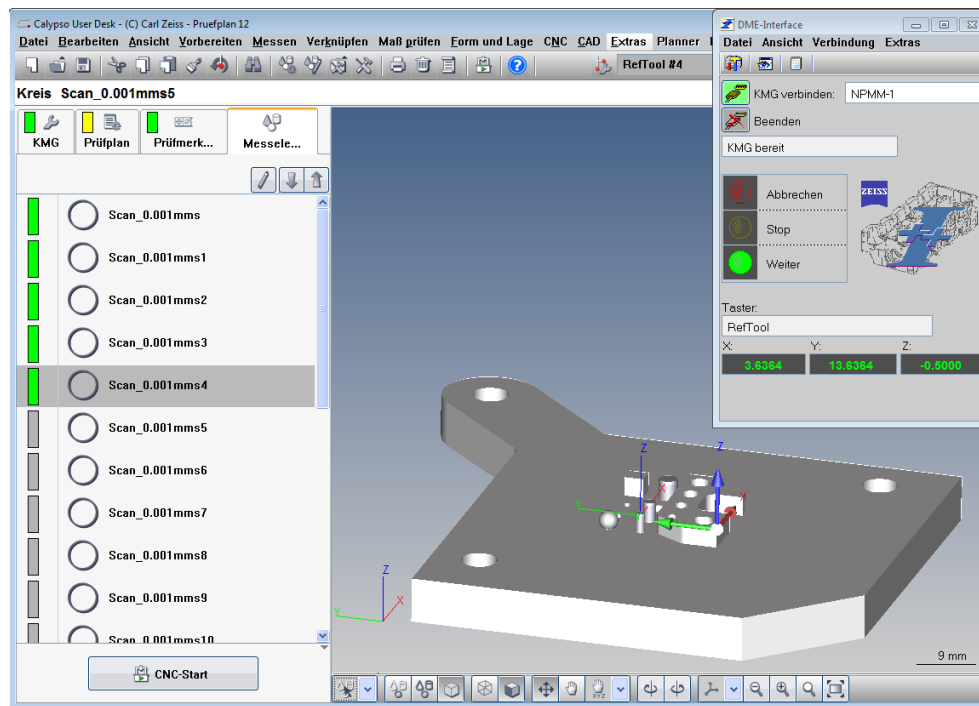 Calypso User Desk - (C) Carl Zeiss - Pruefplan 12
Datei Bearbeiten Ansicht Vorbereiten Messen Verknüpfen Maß prüfen Form und Lage CNC CAD Extras Planner
RefTool #4
Kreis Scan_0.001mms5
KMG Prüfplan Prüfmerk... Messele...
Scan_0.001mms
Scan_0.001mms1
Scan_0.001mms2
Scan_0.001mms3
Scan_0.001mms4
Scan_0.001mms5
Scan_0.001mms6
Scan_0.001mms7
Scan_0.001mms8
Scan_0.001mms9
Scan_0.001mms10
CNC-Start
DME-Interface
Datei Ansicht Verbindung Extras
KMG verbinden: NPMM-1
Beenden
KMG bereit
Abbrechen
ZEISS
Stop
Weiter
Taster:
RefTool
X: Y: Z:
3.6364 13.6364 -0.5000
Z Z
X X
Y
Z
Y X
9 mm
XYZ